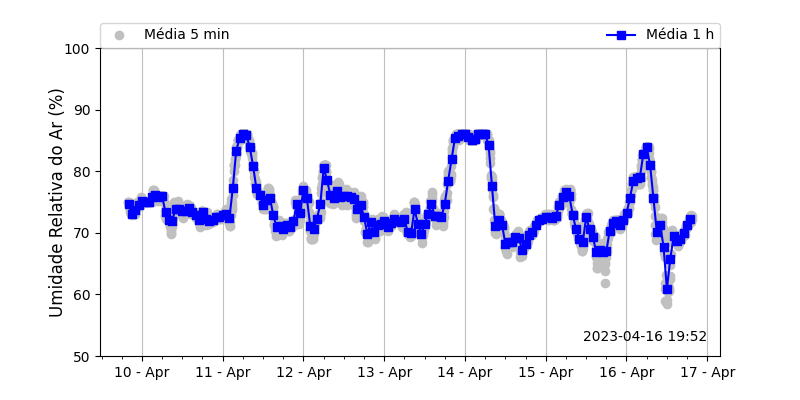 Média 5 min
Média 1 h
Umidade Relativa do Ar (%)
100
90
80
70
60
50
2023-04-16 19:52
10 - Apr
11 - Apr
12 - Apr
13 - Apr
14 - Apr
15 - Apr
16 - Apr
17 - Apr